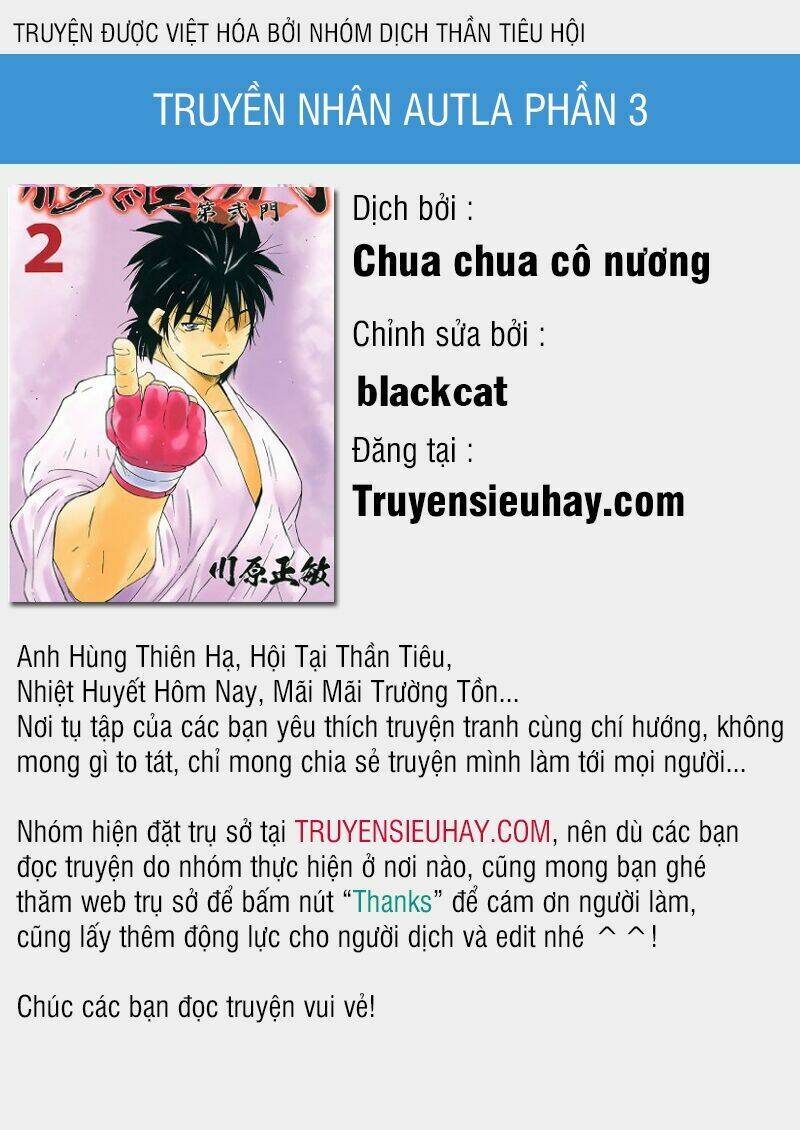 TRUYỆN ĐƯỢC VIỆT HÓA BỞI NHÓM DỊCH THẦN TIÊU HỘI
TRUYỀN NHÂN AUTLA PHẦN 3
第弐門
2
川原正敏
Dịch bởi :
Chua chua cô nương
Chỉnh sửa bởi :
blackcat
Đăng tại :
Truyensieuhay.com
Anh Hùng Thiên Hạ, Hội Tại Thần Tiêu,
Nhiệt Huyết Hôm Nay, Mãi Mãi Trường Tồn...
Nơi tụ tập của các bạn yêu thích truyện tranh cùng chí hướng, không
mong gì to tát, chỉ mong chia sẻ truyện mình làm tới mọi người...
Nhóm hiện đặt trụ sở tại TRUYENSIEUHAY.COM, nên dù các bạn
đọc truyện do nhóm thực hiện ở nơi nào, cũng mong bạn ghé
thăm web trụ sở để bấm nút “Thanks” để cám ơn người làm,
cũng lấy thêm động lực cho người dịch và edit nhé ^ ^!
Chúc các bạn đọc truyện vui vẻ!